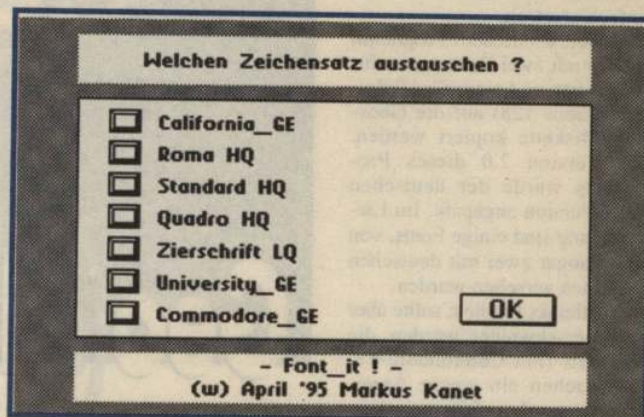 Welchen Zeichensatz austauschen ?
California_GE
Roma HQ
Standard HQ
Quadro HQ
Zierschrift LQ
University_GE
Commodore_GE
OK
- Font_it ! -
(w) April '95 Markus Kanet